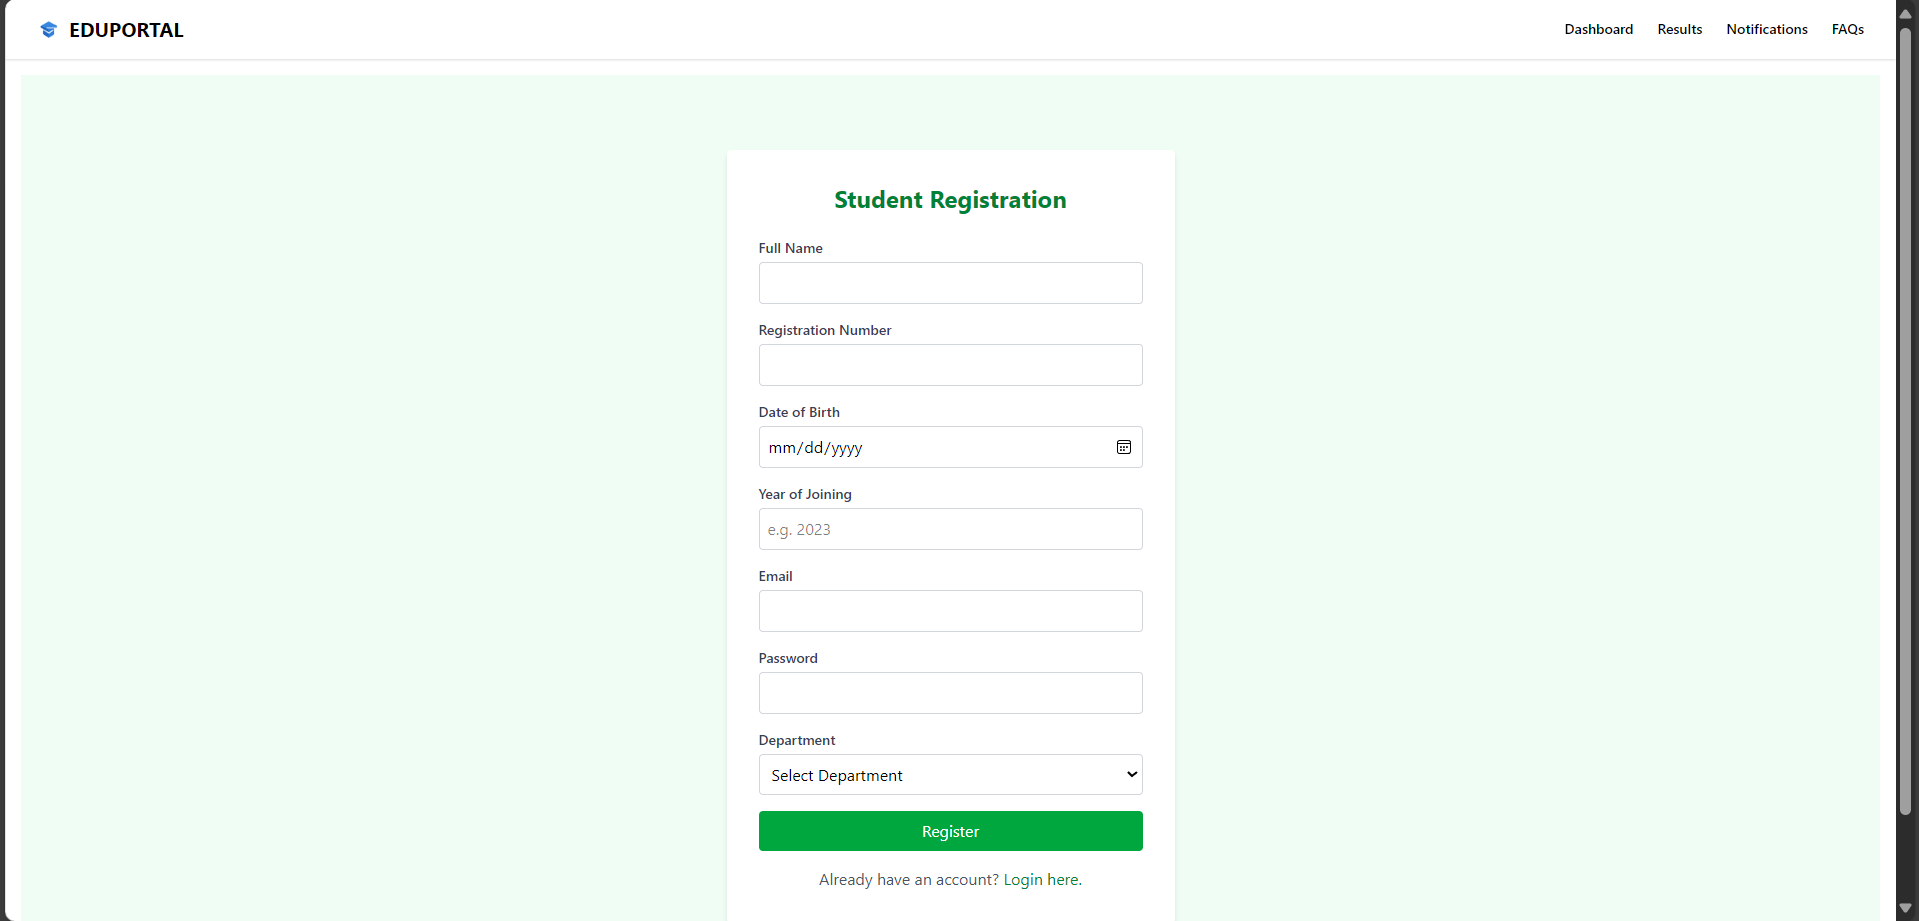 EDUPORTAL
Dashboard Results Notifications FAQs
Student Registration
Full Name
Registration Number
Date of Birth
mm/dd/yyyy
Year of Joining
e.g. 2023
Email
Password
Department
Select Department
Register
Already have an account? Login here.